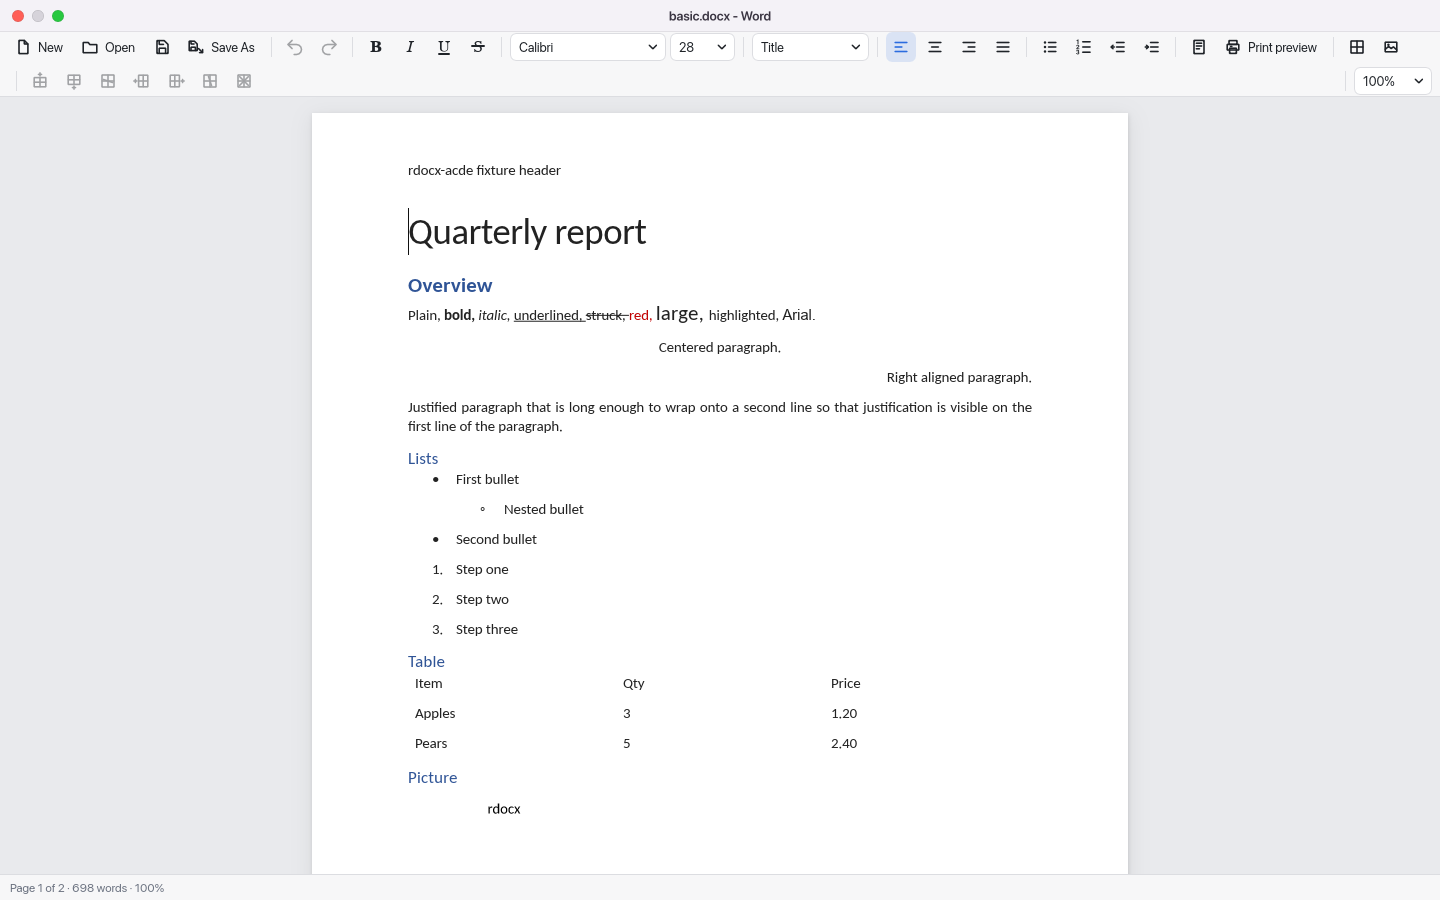 basic.docx - Word
New Open Save As B I U S Calibri 28 Title Print preview
100%
rdocx-acde fixture header
Quarterly report
Overview
Plain, bold, italic, underlined, struck, red, large, highlighted, Arial.
Centered paragraph.
Right aligned paragraph.
Justified paragraph that is long enough to wrap onto a second line so that justification is visible on the
first line of the paragraph.
Lists
• First bullet
◦ Nested bullet
• Second bullet
1. Step one
2. Step two
3. Step three
Table
Item Qty Price
Apples 3 1.20
Pears 5 2.40
Picture
rdocx
Page 1 of 2 · 698 words · 100%